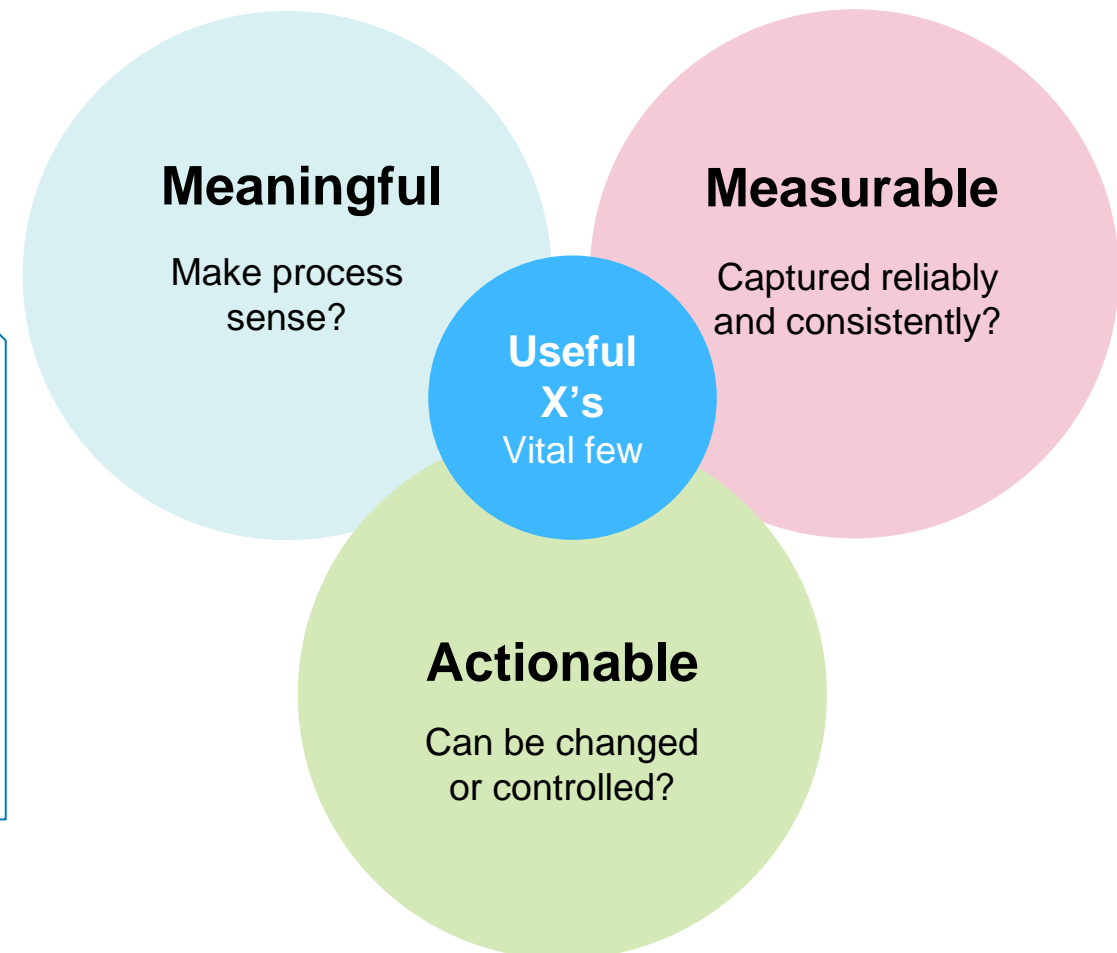 Meaningful
Make process
sense?
Measurable
Captured reliably
and consistently?
Useful
X’s
Vital few
Actionable
Can be changed
or controlled?